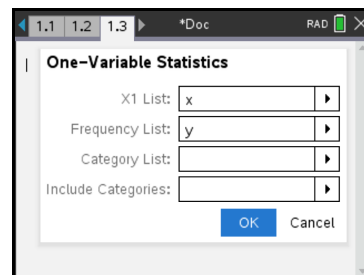 1.1 1.2 1.3 *Doc RAD
One-Variable Statistics
X1 List: x
Frequency List: y
Category List:
Include Categories:
OK Cancel